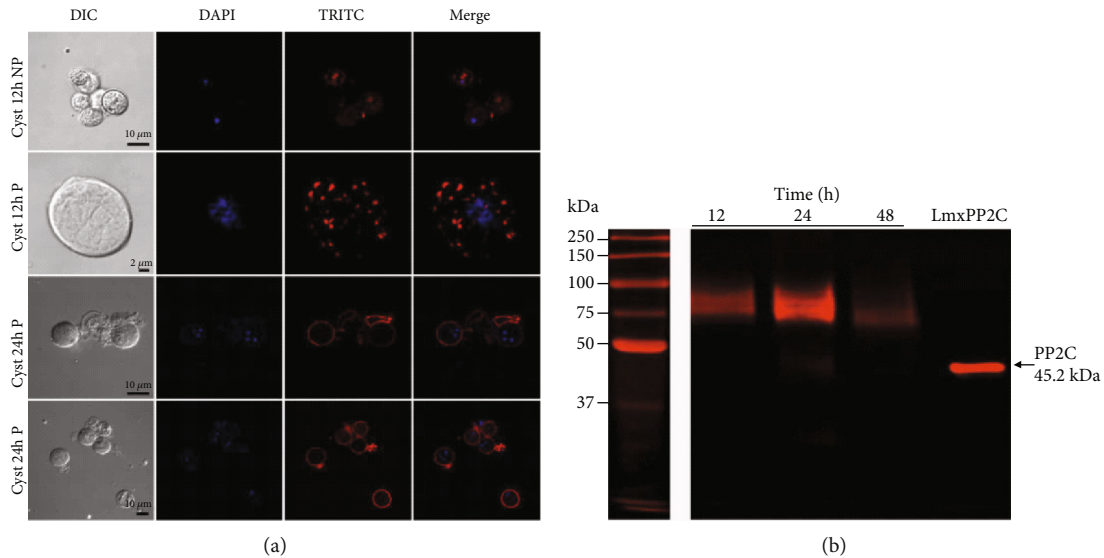 DIC DAPI TRITC Merge
Cyst 12h NP
10 μm
Cyst 12h P
2 μm
Cyst 24h P
10 μm
Cyst 24h P
10 μm
(a)
Time (h)
kDa 12 24 48 LmxPP2C
250
150
100
75
50
PP2C
45.2 kDa
37
(b)